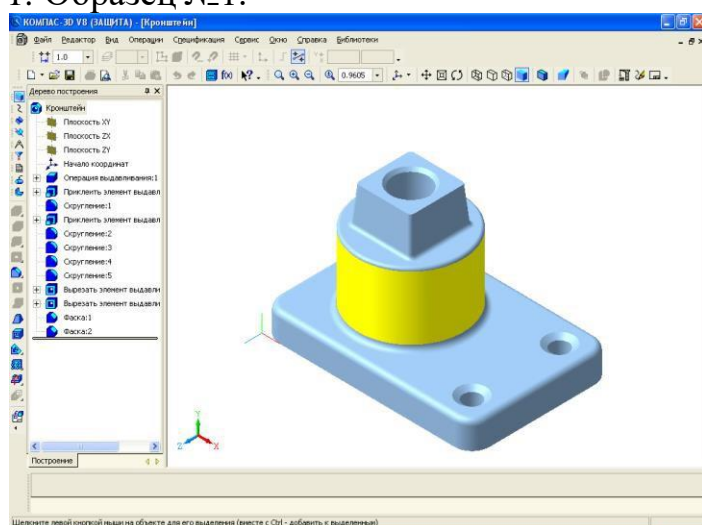 1. Образец №1.
КОМПАС-3D V8 (ЗАЩИТА) - [Кронштейн]
Файл Редактор Вид Операции Спецификация Сервис Окно Справка Библиотеки
1.0
0.9605
Дерево построения
Кронштейн
Плоскость XY
Плоскость ZX
Плоскость ZY
Начало координат
Операция выдавливания:1
Приклеить элемент выдавл
Скругление:1
Приклеить элемент выдавл
Скругление:2
Скругление:3
Скругление:4
Скругление:5
Вырезать элемент выдавли
Вырезать элемент выдавли
Фаска:1
Фаска:2
Y
Z
X
Построение
Щелкните левой кнопкой мыши на объекте для его выделения (вместе с Ctrl - добавить к выделенным)